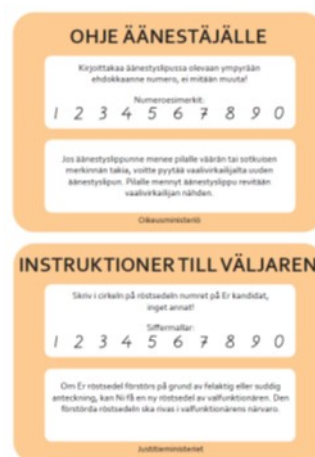 OHJE ÄÄNESTÄJÄLLE
Kirjoittakaa äänestyslipussa olevaan ympyrään
ehdokkaanne numero, ei mitään muuta!
Numeroesimerkit:
1 2 3 4 5 6 7 8 9 0
Jos äänestyslippunne menee pilalle väärän tai sotkuisen
merkinnän takia, voitte pyytää vaalivirkailijalta uuden
äänestyslipun. Pilalle mennyt äänestyslippu revitään
vaalivirkailijan nähden.
Oikeusministeriö
INSTRUKTIONER TILL VÄLJAREN
Skriv i cirkeln på röstsedeln numret på Er kandidat,
inget annat!
Siffermallar:
1 2 3 4 5 6 7 8 9 0
Om Er röstsedel förstörs på grund av felaktig eller suddig
anteckning, kan Ni få en ny röstsedel av valfunktionären. Den
förstörda röstsedeln ska rivas i valfunktionärens närvaro.
Justitieministeriet